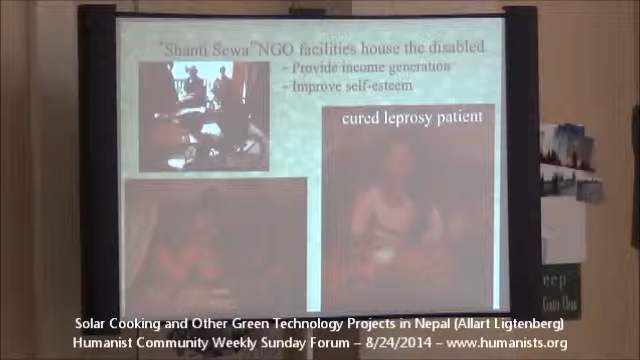 "Shanti Sewa" NGO facilities house the disabled
– Provide income generation
– Improve self-esteem
cured leprosy patient
eep
Solar Cooking and Other Green Technology Projects in Nepal (Allart Ligtenberg)
Humanist Community Weekly Sunday Forum – 8/24/2014 – www.humanists.org